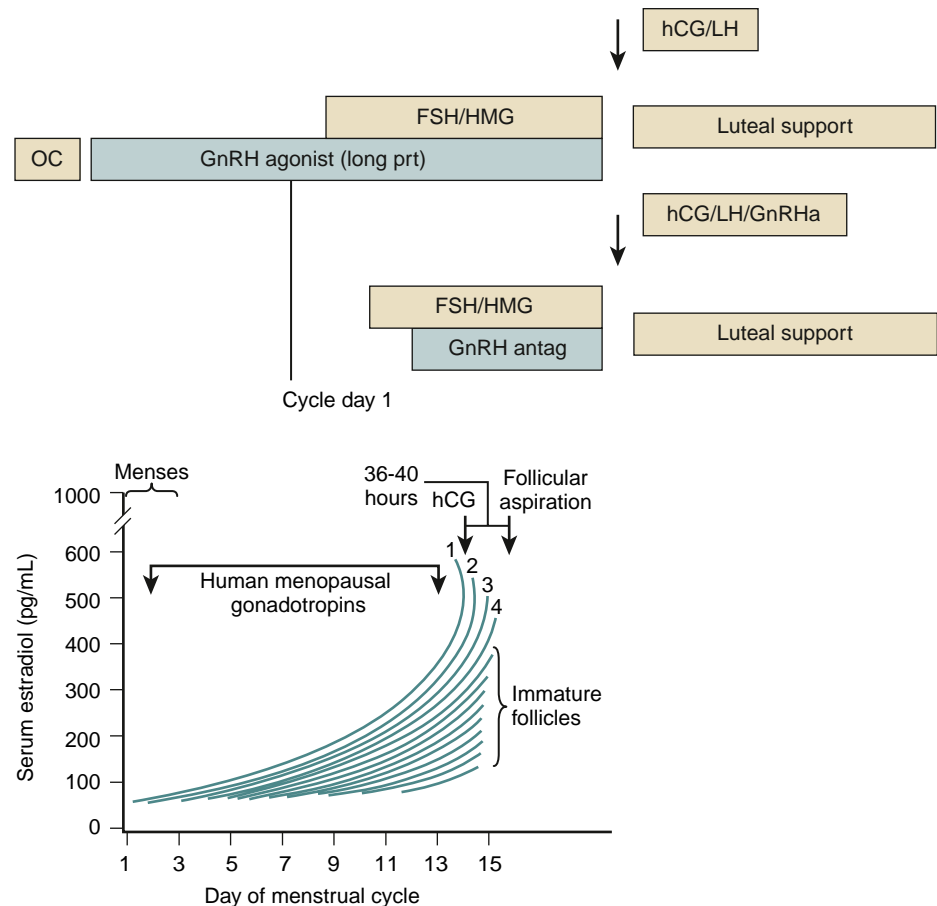 hCG/LH
FSH/HMG
Luteal support
OC
GnRH agonist (long prt)
hCG/LH/GnRHa
FSH/HMG
Luteal support
GnRH antag
Cycle day 1
Menses
36-40
hours
hCG
Follicular
aspiration
1000
600
500
400
300
200
100
0
Serum estradiol (pg/mL)
Human menopausal
gonadotropins
1
2
3
4
Immature
follicles
1 3 5 7 9 11 13 15
Day of menstrual cycle